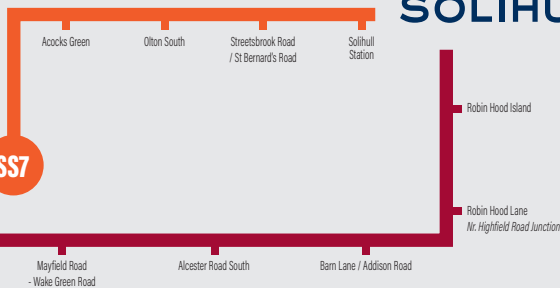 SOLIHU
Acocks Green
Olton South
Streetsbrook Road
/ St Bernard's Road
Solihull
Station
Robin Hood Island
SS7
Robin Hood Lane
Nr. Highfield Road Junction
Mayfield Road
- Wake Green Road
Alcester Road South
Barn Lane / Addison Road